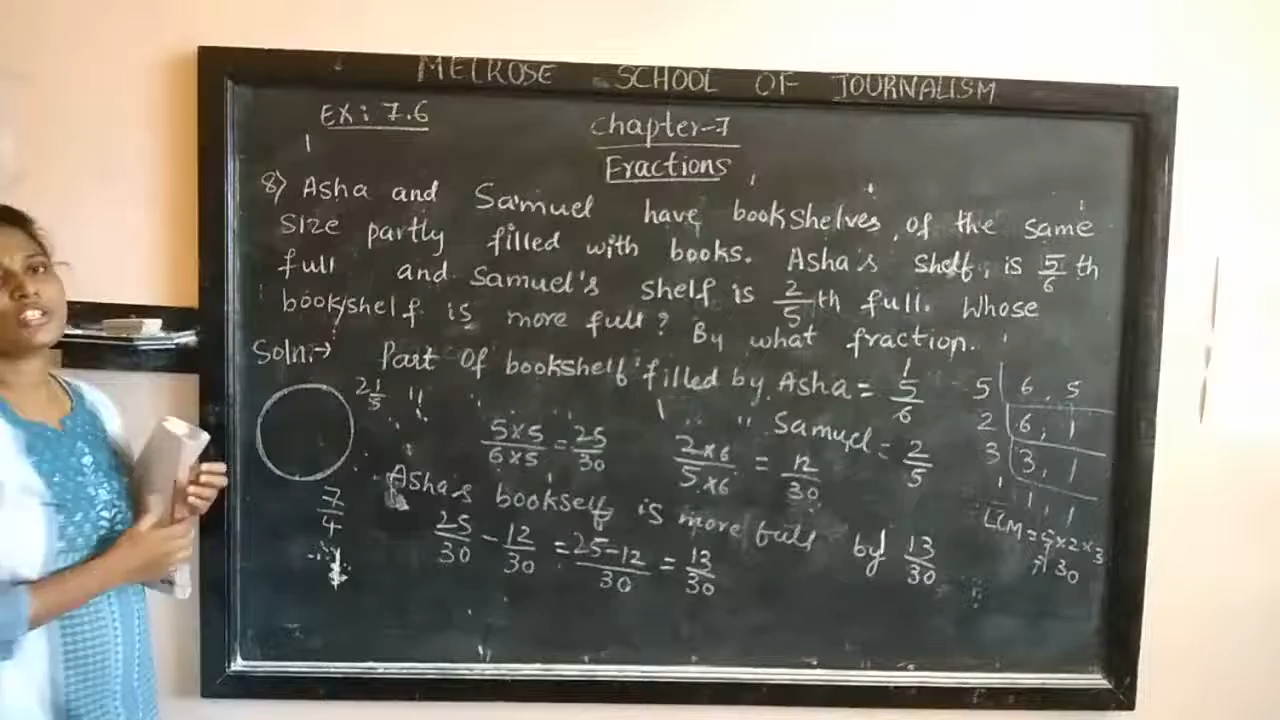 MELROSE SCHOOL OF JOURNALISM
EX: 7.6
Chapter-7
Fractions
8) Asha and Samuel have bookshelves of the same
size partly filled with books. Asha's shelf is 5/6 th
full and Samuel's shelf is 2/5 th full. Whose
bookshelf is more full? By what fraction.
Soln:→ Part of bookshelf filled by Asha = 5/6
2 1/5 " " " " " " Samuel = 2/5
5×5/6×5 = 25/30 2×6/5×6 = 12/30
Asha's bookself is more full by 13/30
7/4
25/30 - 12/30 = 25-12/30 = 13/30
5 | 6, 5
2 | 6, 1
3 | 3, 1
1, 1
LCM = 5×2×3
= 30